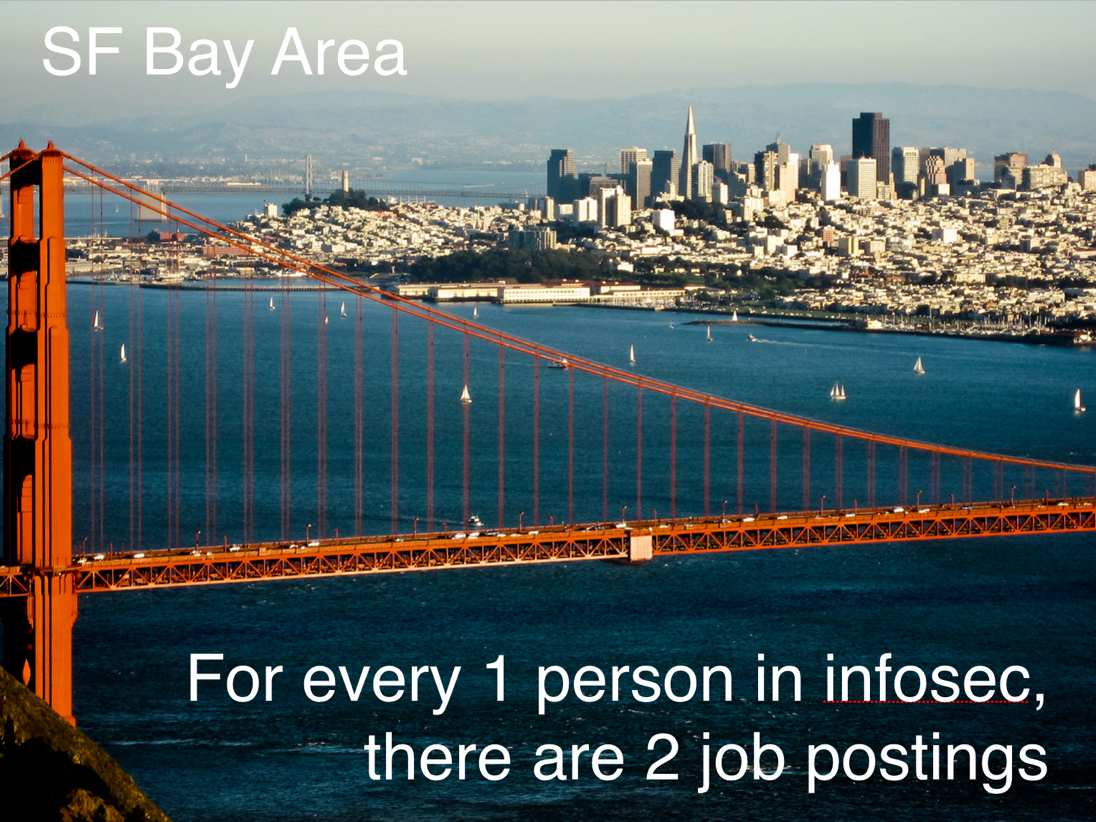 SF Bay Area
For every 1 person in infosec,
there are 2 job postings